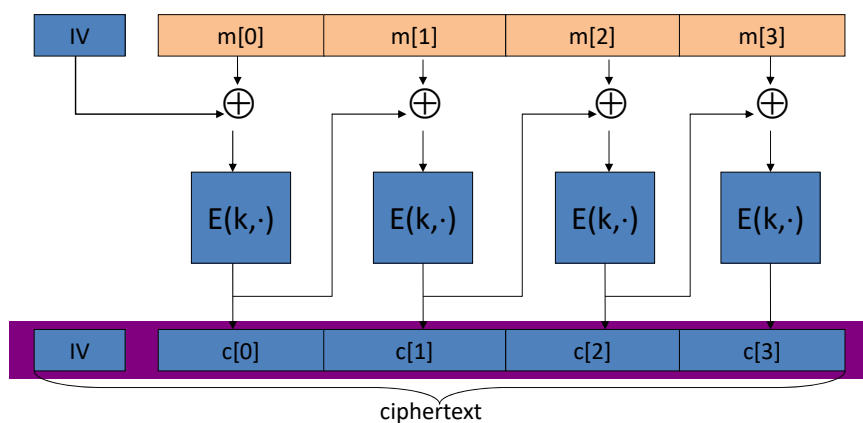 IV m[0] m[1] m[2] m[3]
⊕ ⊕ ⊕ ⊕
E(k,·) E(k,·) E(k,·) E(k,·)
IV c[0] c[1] c[2] c[3]
ciphertext